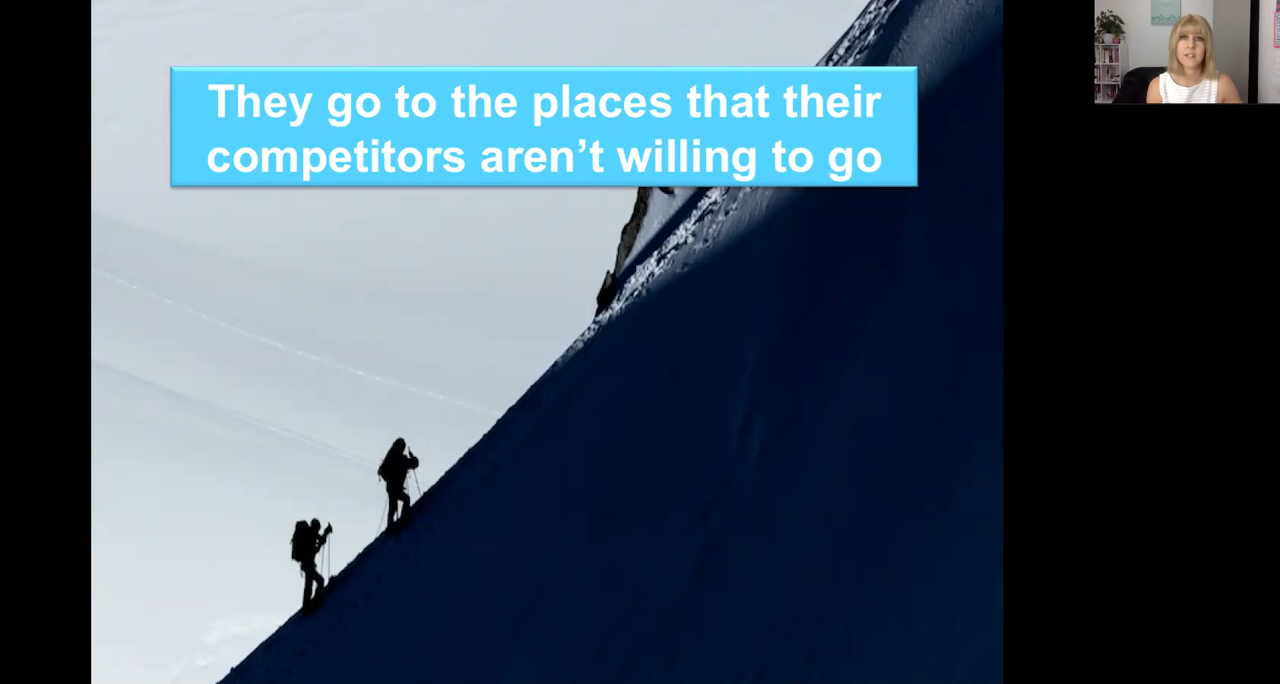 They go to the places that their
competitors aren’t willing to go